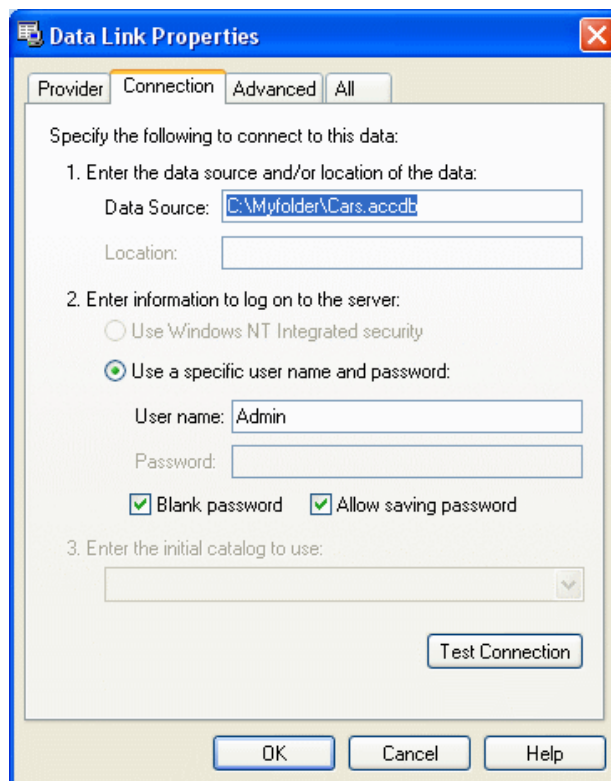 Data Link Properties
Provider Connection Advanced All
Specify the following to connect to this data:
1. Enter the data source and/or location of the data:
Data Source: C:\Myfolder\Cars.accdb
Location:
2. Enter information to log on to the server:
Use Windows NT Integrated security
Use a specific user name and password:
User name: Admin
Password:
Blank password Allow saving password
3. Enter the initial catalog to use:
Test Connection
OK Cancel Help